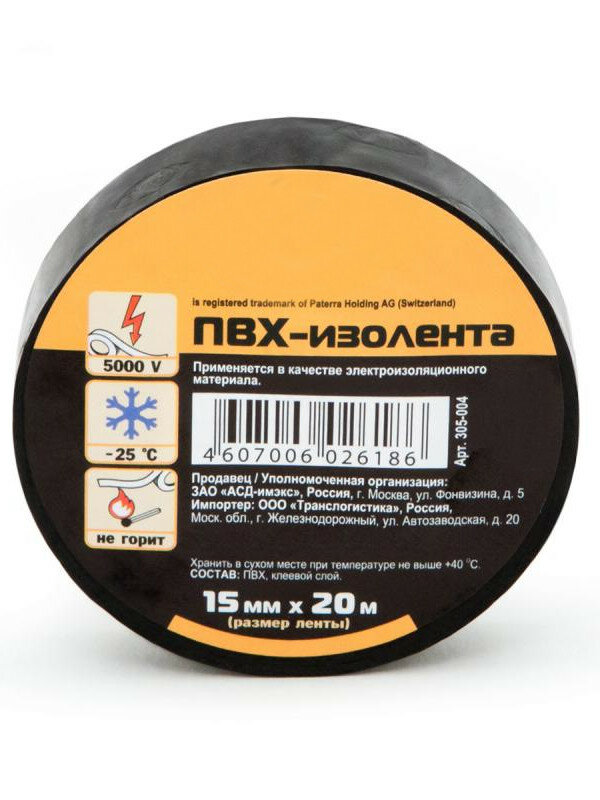 is registered trademark of Paterra Holding AG (Switzerland)
ПВХ-изолента
5000 V
Применяется в качестве электроизоляционного
материала.
-25 °C
4607006026186
Арт. 305-004
не горит
Продавец / Уполномоченная организация:
ЗАО «АСД-имэкс», Россия, г. Москва, ул. Фонвизина, д. 5
Импортер: ООО «Транслогистика», Россия,
Моск. обл., г. Железнодорожный, ул. Автозаводская, д. 20
Хранить в сухом месте при температуре не выше +40 °C.
СОСТАВ: ПВХ, клеевой слой.
15 мм x 20 м
(размер ленты)